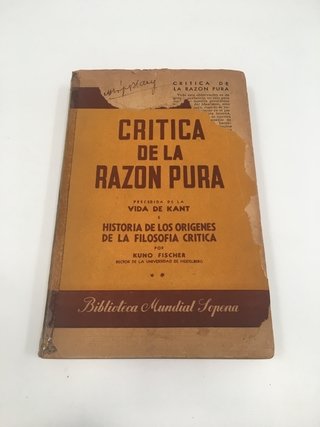 CRITICA DE
LA RAZON PURA
CRITICA
DE LA
RAZON PURA
PRECEDIDA DE LA
VIDA DE KANT
E
HISTORIA DE LOS ORIGENES
DE LA FILOSOFIA CRITICA
POR
KUNO FISCHER
RECTOR DE LA UNIVERSIDAD DE HEIDELBERG
Biblioteca Mundial Sopena